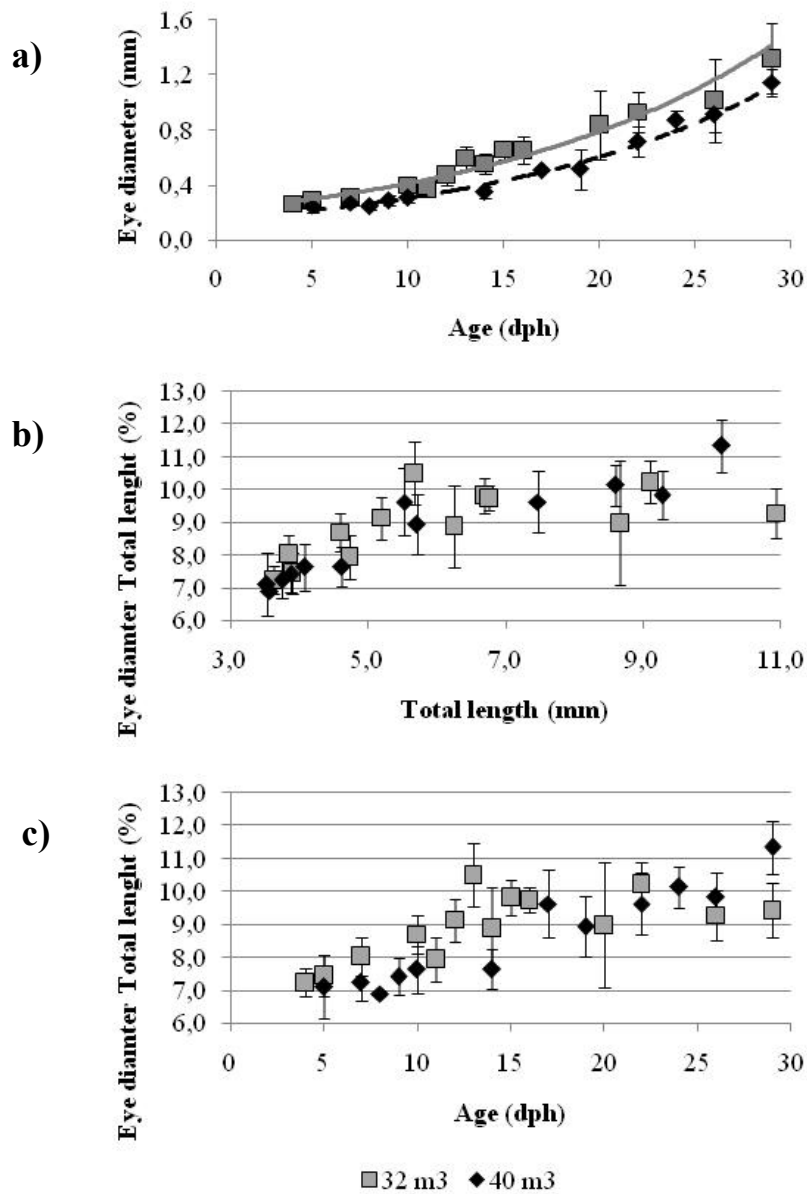 a)
Eye diameter (mm)
1,6
1,2
0,8
0,4
0,0
0 5 10 15 20 25 30
Age (dph)
b)
Eye diamter Total lenght (%)
13,0
12,0
11,0
10,0
9,0
8,0
7,0
6,0
3,0 5,0 7,0 9,0 11,0
Total length (mm)
c)
Eye diamter Total lenght (%)
13,0
12,0
11,0
10,0
9,0
8,0
7,0
6,0
0 5 10 15 20 25 30
Age (dph)
32 m3 40 m3